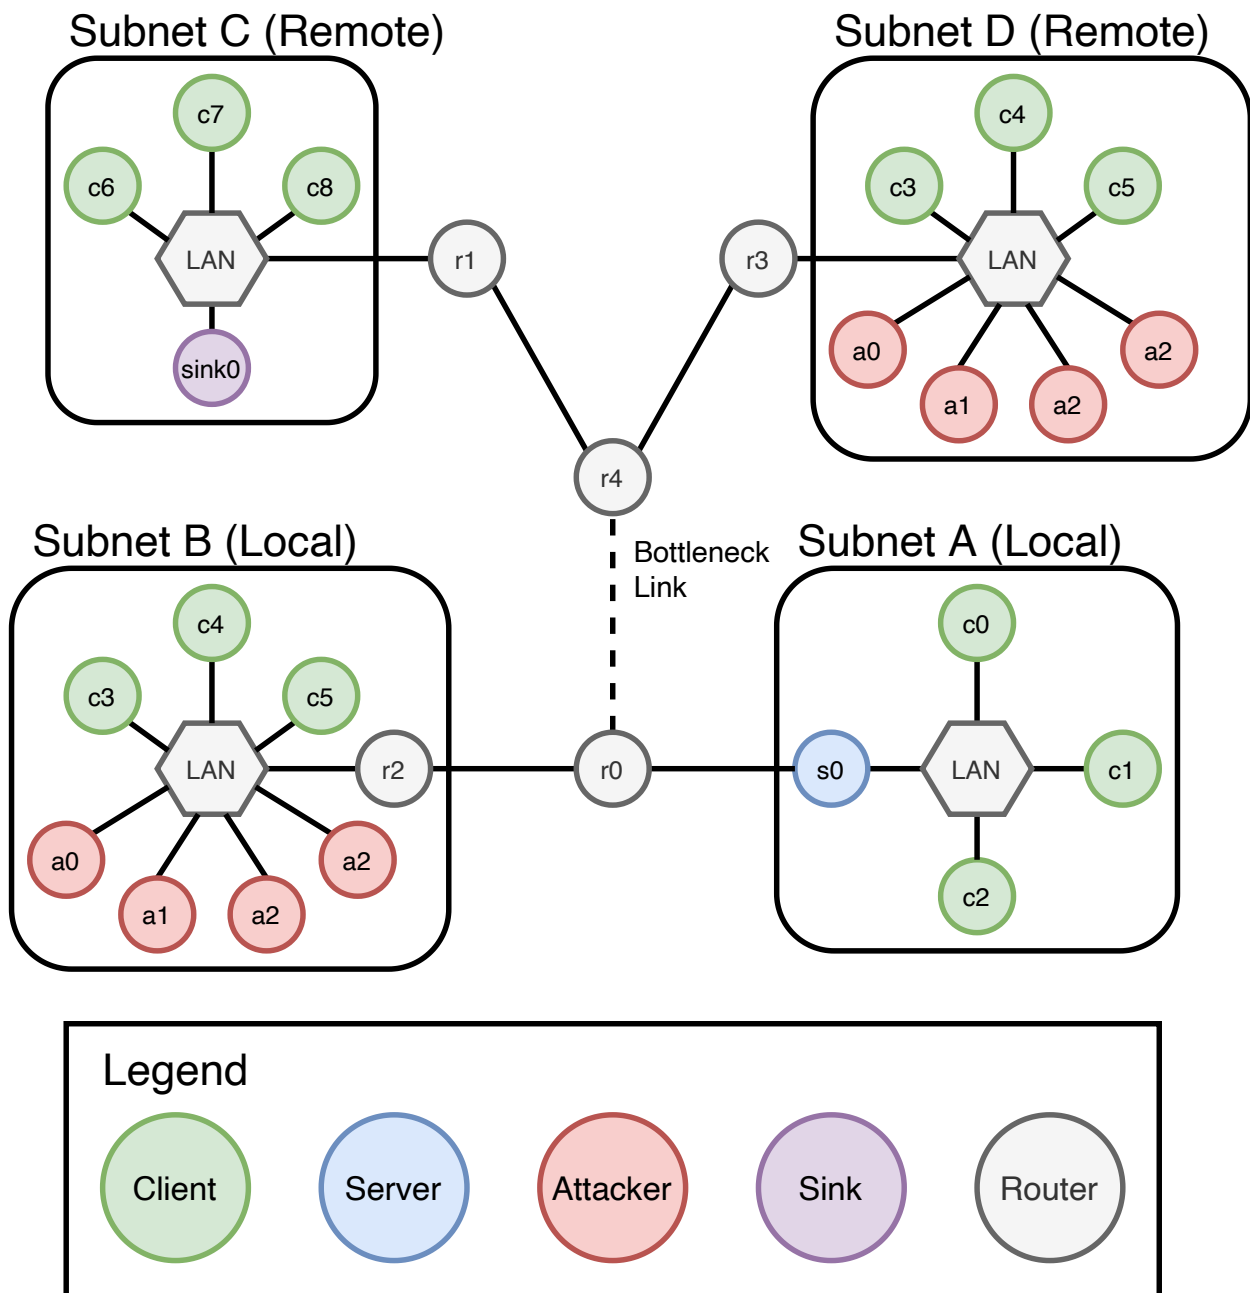 Subnet C (Remote)
Subnet D (Remote)
c7
c4
c6
c8
c3
c5
LAN
r1
r3
LAN
sink0
a0
a2
a1
a2
r4
Subnet B (Local)
Bottleneck
Link
Subnet A (Local)
c4
c0
c3
c5
LAN
r2
r0
s0
LAN
c1
a0
a2
a1
a2
c2
Legend
Client
Server
Attacker
Sink
Router